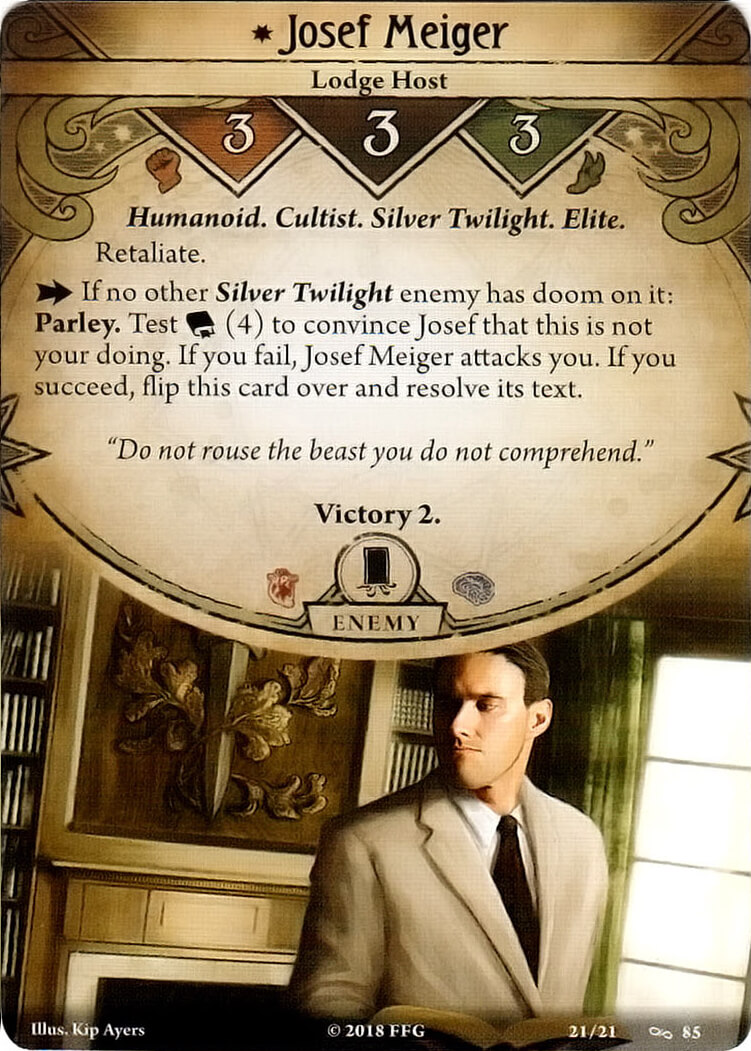 Josef Meiger
Lodge Host
3 3 3
Humanoid. Cultist. Silver Twilight. Elite.
Retaliate.
If no other Silver Twilight enemy has doom on it:
Parley. Test (4) to convince Josef that this is not
your doing. If you fail, Josef Meiger attacks you. If you
succeed, flip this card over and resolve its text.
“Do not rouse the beast you do not comprehend.”
Victory 2.
ENEMY
Illus. Kip Ayers © 2018 FFG 21/21 85